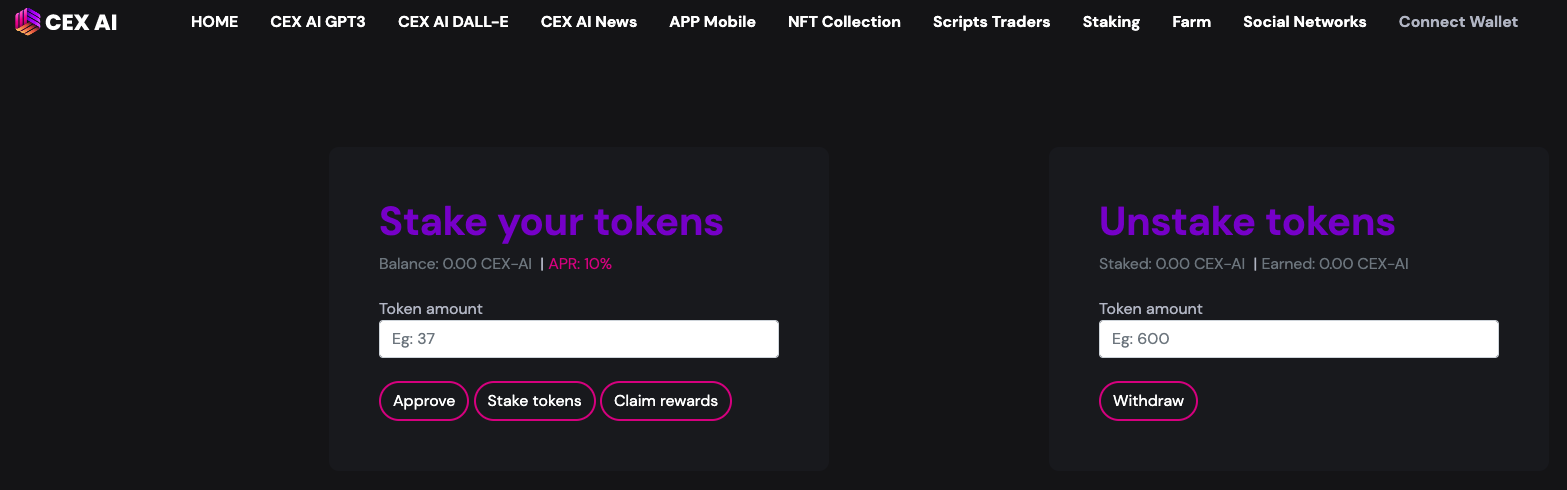 CEX AI HOME CEX AI GPT3 CEX AI DALL-E CEX AI News APP Mobile NFT Collection Scripts Traders Staking Farm Social Networks Connect Wallet
Stake your tokens
Balance: 0.00 CEX-AI | APR: 10%
Token amount
Eg: 37
Approve Stake tokens Claim rewards
Unstake tokens
Staked: 0.00 CEX-AI | Earned: 0.00 CEX-AI
Token amount
Eg: 600
Withdraw